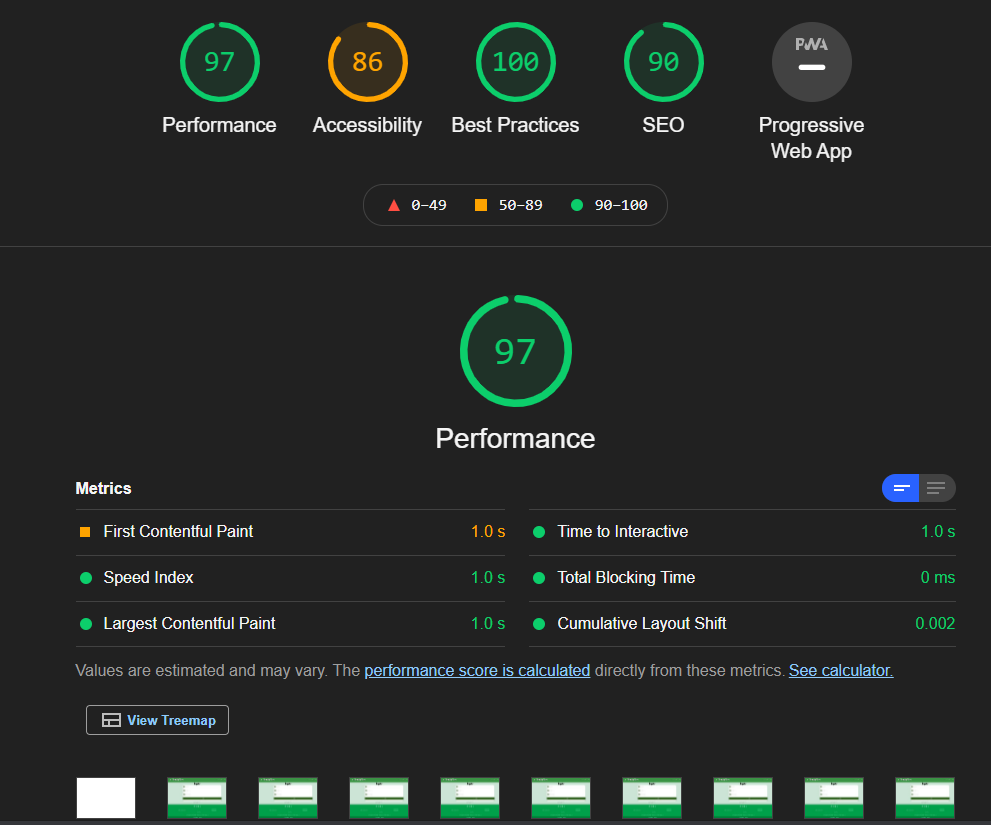 97 86 100 90 PWA
Performance Accessibility Best Practices SEO Progressive
Web App
0–49 50–89 90–100
97
Performance
Metrics
First Contentful Paint 1.0 s Time to Interactive 1.0 s
Speed Index 1.0 s Total Blocking Time 0 ms
Largest Contentful Paint 1.0 s Cumulative Layout Shift 0.002
Values are estimated and may vary. The performance score is calculated directly from these metrics. See calculator.
View Treemap